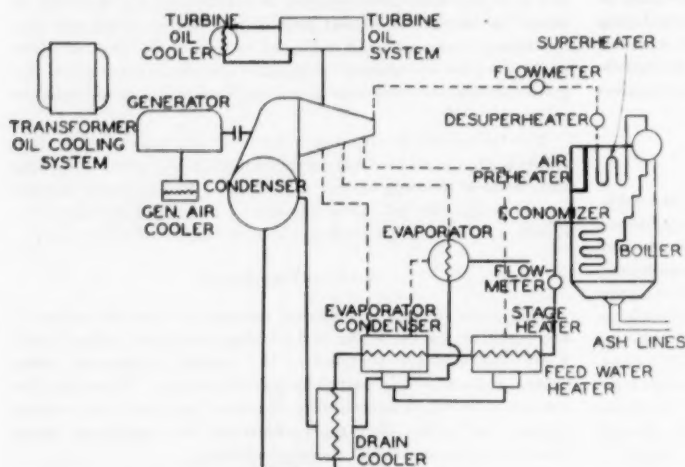 TURBINE
OIL
COOLER
TURBINE
OIL
SYSTEM
SUPERHEATER
FLOWMETER
GENERATOR
DESUPERHEATER
TRANSFORMER
OIL COOLING
SYSTEM
AIR
PREHEATER
CONDENSER
GEN. AIR
COOLER
ECONOMIZER
EVAPORATOR
BOILER
FLOW-
METER
EVAPORATOR
CONDENSER
STAGE
HEATER
ASH LINES
FEED WATER
HEATER
DRAIN
COOLER